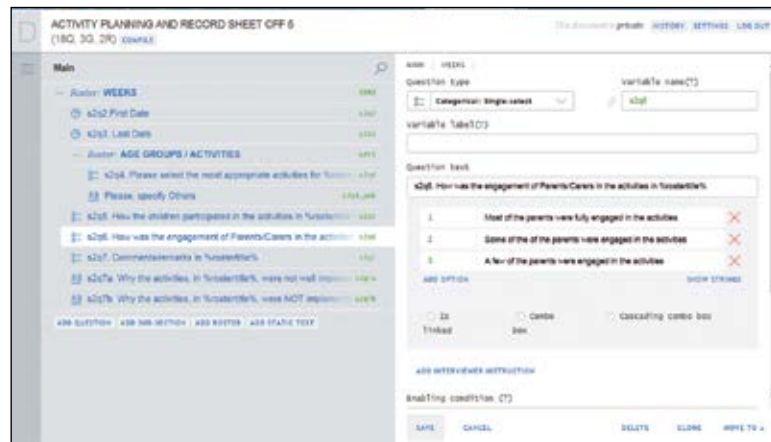 D
ACTIVITY PLANNING AND RECORD SHEET CFF 6
(18Q, 3G, 2R) COMPILE
This document is private HISTORY SETTINGS LOG OUT
Main
Roster: WEEKS
s2q2.First Date
s2q3. Last Date
Roster: AGE GROUPS / ACTIVITIES
s2q4. Please select the most appropriate activities for
Please, specify Others
s2q5. How the children participated in the activities in %rostertitle%
s2q6. How was the engagement of Parents/Carers in the activities
s2q7. Comments/remarks in %rostertitle%
s2q7a. Why the activities, in %rostertitle%, were not well
s2q7b. Why the activities, in %rostertitle%, were NOT
ADD QUESTION ADD SUB-SECTION ADD ROSTER ADD STATIC TEXT
MAIN / WEEKS /
Question type
Variable name(?)
Categorical: Single-select
s2q6
Variable label(?)
Question text
s2q6. How was the engagement of Parents/Carers in the activities in %rostertitle%
1 Most of the parents were fully engaged in the activities
2 Some of the of the parents were engaged in the activities
3 A few of the parents were engaged in the activities
ADD OPTION SHOW STRINGS
Is linked
Combo box
Cascading combo box
ADD INTERVIEWER INSTRUCTION
Enabling condition (?)
SAVE CANCEL DELETE CLONE MOVE TO